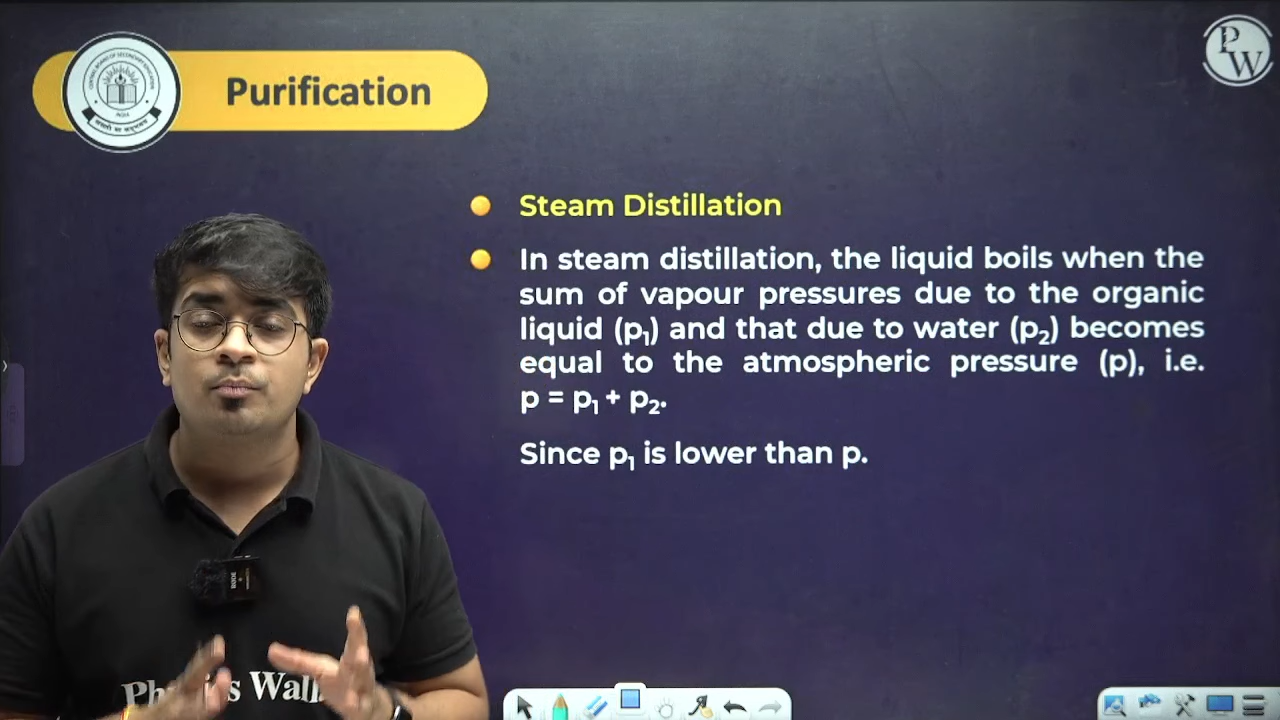 Purification
PW
Steam Distillation
In steam distillation, the liquid boils when the
sum of vapour pressures due to the organic
liquid (p₁) and that due to water (p₂) becomes
equal to the atmospheric pressure (p), i.e.
p = p₁ + p₂.
Since p₁ is lower than p.
RODE